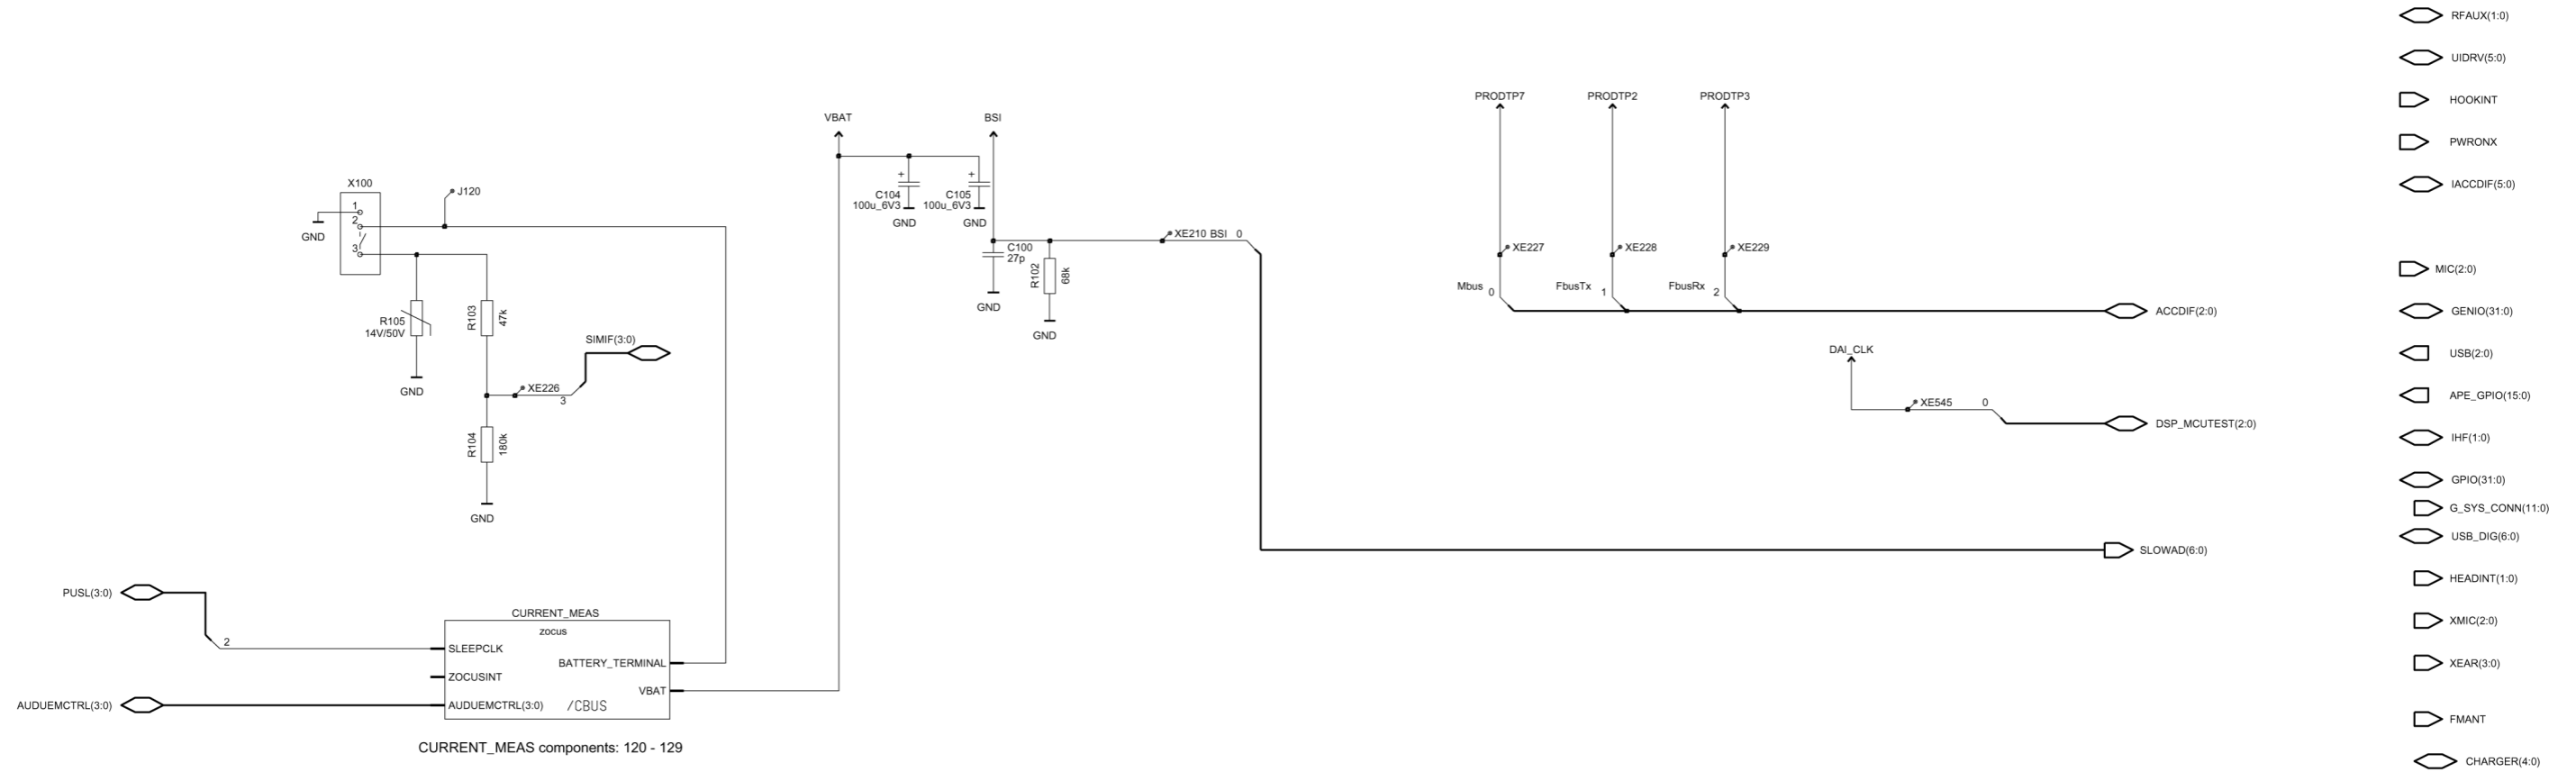 RFAUX(1:0)
UIDRV(5:0)
HOOKINT
PWRONX
IACCDIF(5:0)
MIC(2:0)
GENIO(31:0)
USB(2:0)
APE_GPIO(15:0)
IHF(1:0)
GPIO(31:0)
G_SYS_CONN(11:0)
USB_DIG(6:0)
HEADINT(1:0)
XMIC(2:0)
XEAR(3:0)
FMANT
CHARGER(4:0)
PRODTP7
PRODTP2
PRODTP3
XE227
XE228
XE229
Mbus
0
FbusTx
1
FbusRx
2
ACCDIF(2:0)
DAI_CLK
XE545
0
DSP_MCUTEST(2:0)
SLOWAD(6:0)
VBAT
BSI
+
C104
100u_6V3
GND
+
C105
100u_6V3
GND
C100
27p
GND
R102
68k
GND
XE210 BSI
0
X100
1
2
3
GND
J120
R105
14V/50V
GND
R103
47k
SIMIF(3:0)
XE226
3
R104
180k
GND
PUSL(3:0)
2
AUDUEMCTRL(3:0)
CURRENT_MEAS
zocus
SLEEPCLK
BATTERY_TERMINAL
ZOCUSINT
VBAT
AUDUEMCTRL(3:0)
/CBUS
CURRENT_MEAS components: 120 - 129